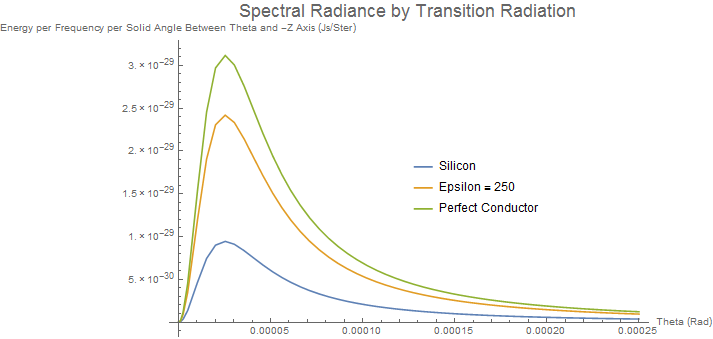 Spectral Radiance by Transition Radiation
Energy per Frequency per Solid Angle Between Theta and −Z Axis (Js/Ster)
3. × 10−29
2.5 × 10−29
2. × 10−29
1.5 × 10−29
1. × 10−29
5. × 10−30
Silicon
Epsilon = 250
Perfect Conductor
0.00005 0.00010 0.00015 0.00020 0.00025 Theta (Rad)